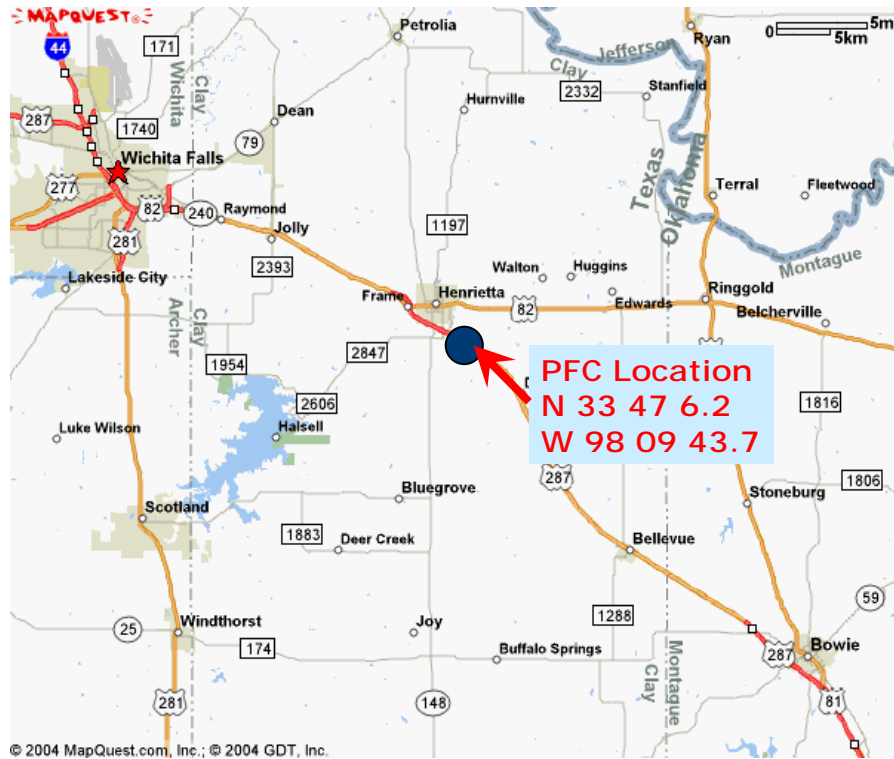 MAPQUEST®
44
171
Wichita
Clay
Petrolia
Clay
Jefferson
Ryan
0 5m
5km
Stanfield
2332
Hurnville
Dean
287
1740
79
Wichita Falls
Texas
Oklahoma
Terral
Fleetwood
277
82
240
Raymond
1197
281
Jolly
2393
Walton
Huggins
Montague
Lakeside City
Archer
Clay
Frame
Henrietta
82
Edwards
Ringgold
Belcherville
2847
1954
2606
PFC Location
N 33 47 6.2
W 98 09 43.7
1816
Luke Wilson
Halsell
287
1806
Bluegrove
Stoneburg
Scotland
1883
Deer Creek
Bellevue
59
25
Windthorst
174
Joy
1288
Buffalo Springs
Clay
Montague
287
Bowie
281
148
81
© 2004 MapQuest.com, Inc.; © 2004 GDT, Inc.